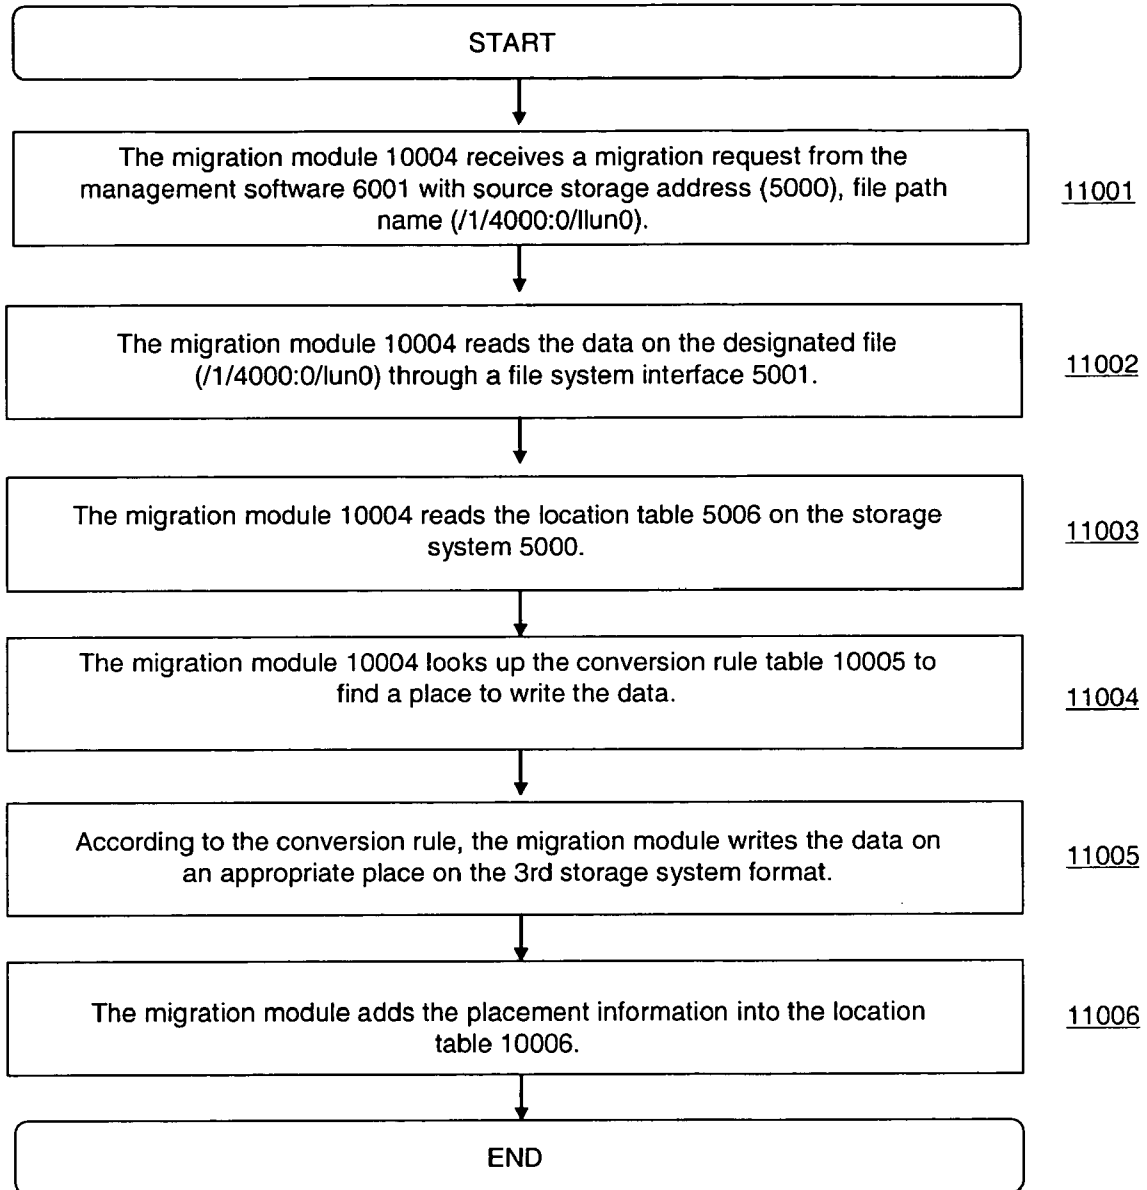 START
The migration module 10004 receives a migration request from the
management software 6001 with source storage address (5000), file path
name (/1/4000:0/llun0).
11001
The migration module 10004 reads the data on the designated file
(/1/4000:0/lun0) through a file system interface 5001.
11002
The migration module 10004 reads the location table 5006 on the storage
system 5000.
11003
The migration module 10004 looks up the conversion rule table 10005 to
find a place to write the data.
11004
According to the conversion rule, the migration module writes the data on
an appropriate place on the 3rd storage system format.
11005
The migration module adds the placement information into the location
table 10006.
11006
END